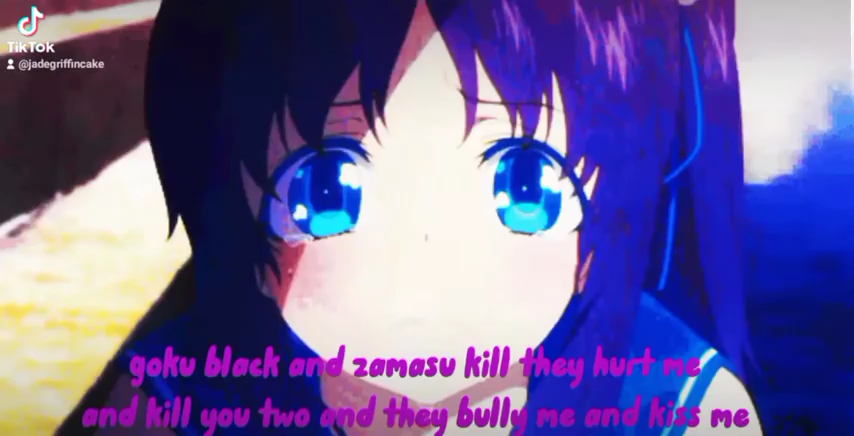 TikTok
@jadegriffincake
goku black and zamasu kill they hurt me
and kill you two and they bully me and kiss me